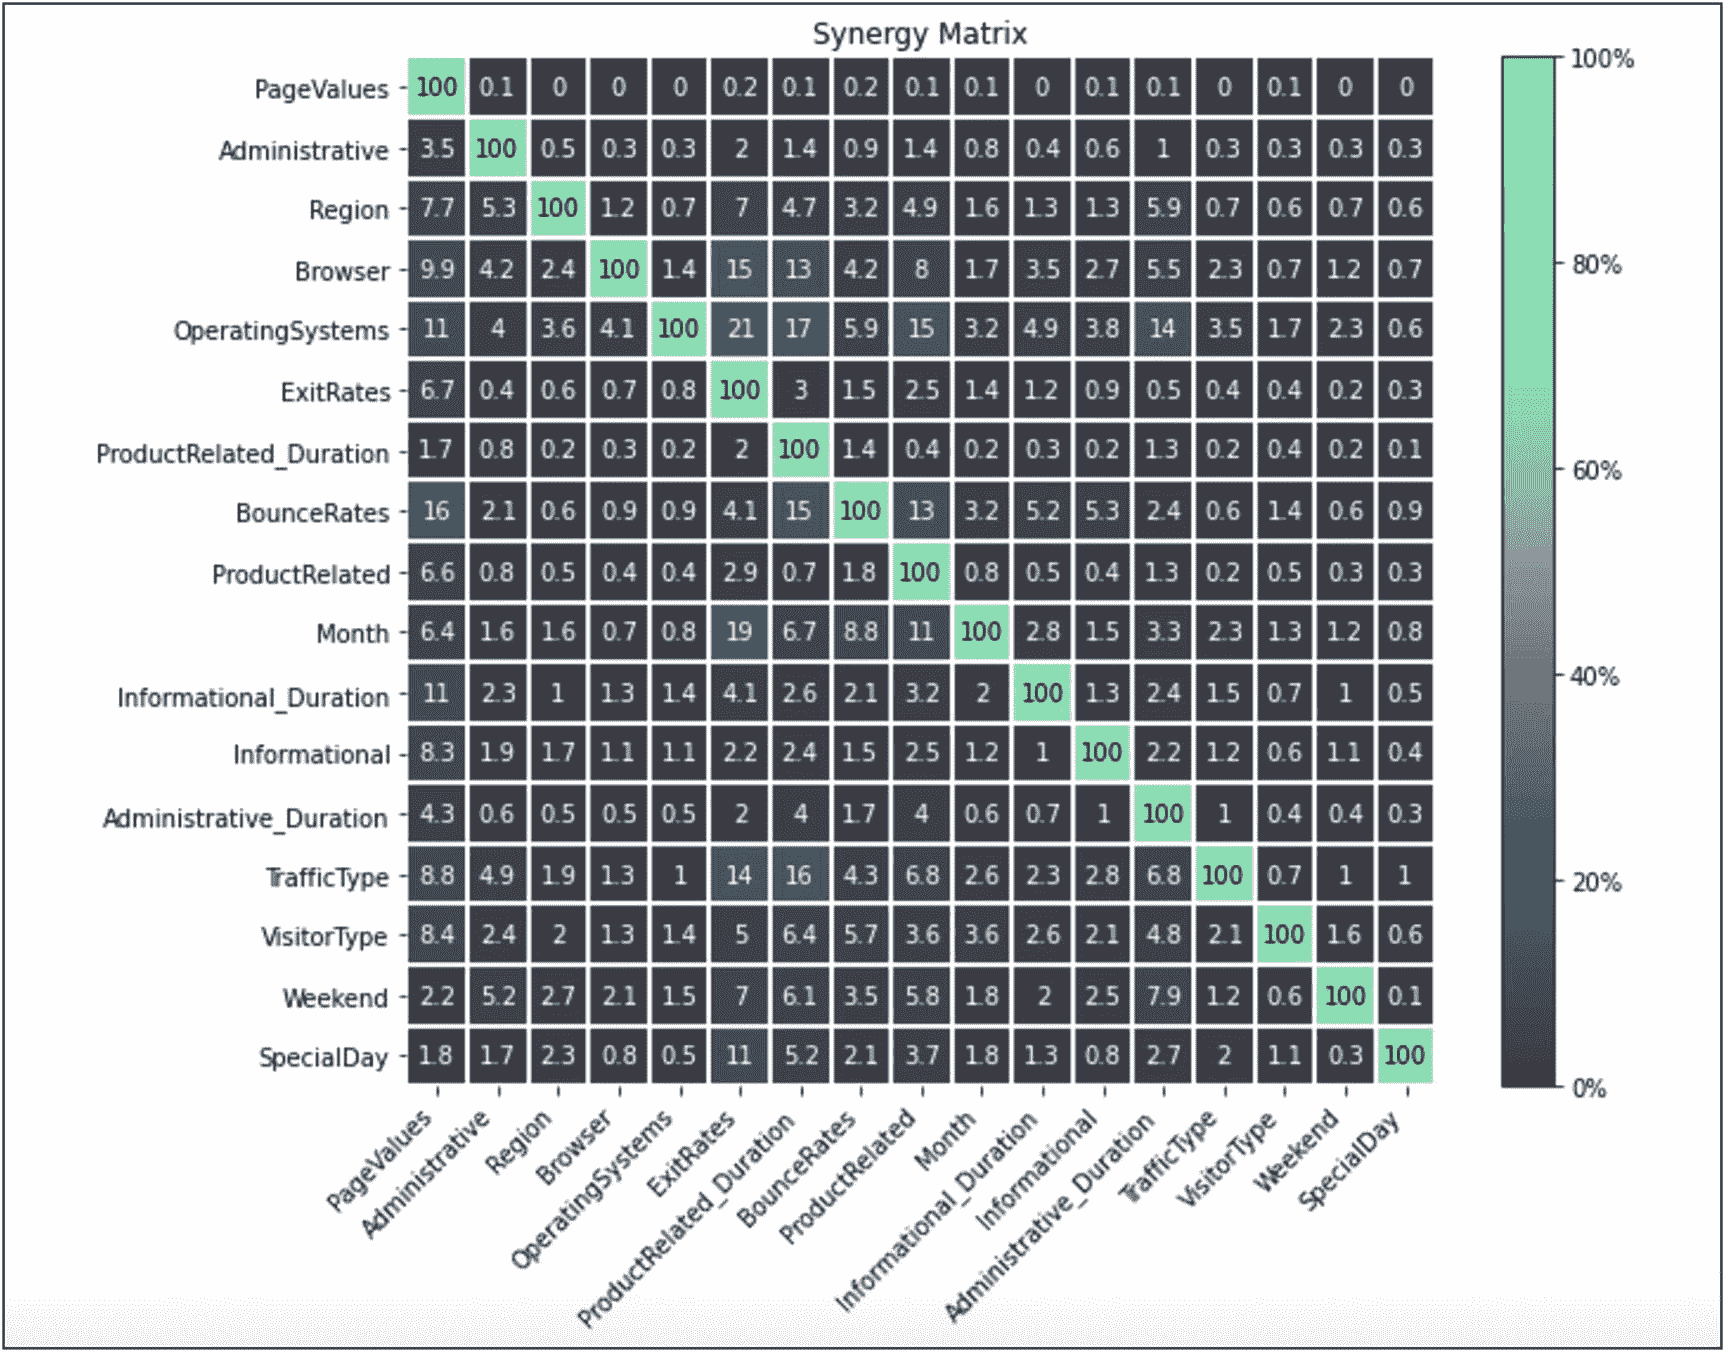 Synergy Matrix
PageValues 100 0.1 0 0 0 0.2 0.1 0.2 0.1 0.1 0 0.1 0.1 0 0.1 0 0
Administrative 3.5 100 0.5 0.3 0.3 2 1.4 0.9 1.4 0.8 0.4 0.6 1 0.3 0.3 0.3 0.3
Region 7.7 5.3 100 1.2 0.7 7 4.7 3.2 4.9 1.6 1.3 1.3 5.9 0.7 0.6 0.7 0.6
Browser 9.9 4.2 2.4 100 1.4 15 13 4.2 8 1.7 3.5 2.7 5.5 2.3 0.7 1.2 0.7
OperatingSystems 11 4 3.6 4.1 100 21 17 5.9 15 3.2 4.9 3.8 14 3.5 1.7 2.3 0.6
ExitRates 6.7 0.4 0.6 0.7 0.8 100 3 1.5 2.5 1.4 1.2 0.9 0.5 0.4 0.4 0.2 0.3
ProductRelated_Duration 1.7 0.8 0.2 0.3 0.2 2 100 1.4 0.4 0.2 0.3 0.2 1.3 0.2 0.4 0.2 0.1
BounceRates 16 2.1 0.6 0.9 0.9 4.1 15 100 13 3.2 5.2 5.3 2.4 0.6 1.4 0.6 0.9
ProductRelated 6.6 0.8 0.5 0.4 0.4 2.9 0.7 1.8 100 0.8 0.5 0.4 1.3 0.2 0.5 0.3 0.3
Month 6.4 1.6 1.6 0.7 0.8 19 6.7 8.8 11 100 2.8 1.5 3.3 2.3 1.3 1.2 0.8
Informational_Duration 11 2.3 1 1.3 1.4 4.1 2.6 2.1 3.2 2 100 1.3 2.4 1.5 0.7 1 0.5
Informational 8.3 1.9 1.7 1.1 1.1 2.2 2.4 1.5 2.5 1.2 1 100 2.2 1.2 0.6 1.1 0.4
Administrative_Duration 4.3 0.6 0.5 0.5 0.5 2 4 1.7 4 0.6 0.7 1 100 1 0.4 0.4 0.3
TrafficType 8.8 4.9 1.9 1.3 1 14 16 4.3 6.8 2.6 2.3 2.8 6.8 100 0.7 1 1
VisitorType 8.4 2.4 2 1.3 1.4 5 6.4 5.7 3.6 3.6 2.6 2.1 4.8 2.1 100 1.6 0.6
Weekend 2.2 5.2 2.7 2.1 1.5 7 6.1 3.5 5.8 1.8 2 2.5 7.9 1.2 0.6 100 0.1
SpecialDay 1.8 1.7 2.3 0.8 0.5 11 5.2 2.1 3.7 1.8 1.3 0.8 2.7 2 1.1 0.3 100
PageValues
Administrative
Region
Browser
OperatingSystems
ExitRates
ProductRelated_Duration
BounceRates
ProductRelated
Month
Informational_Duration
Informational
Administrative_Duration
TrafficType
VisitorType
Weekend
SpecialDay
100%
80%
60%
40%
20%
0%